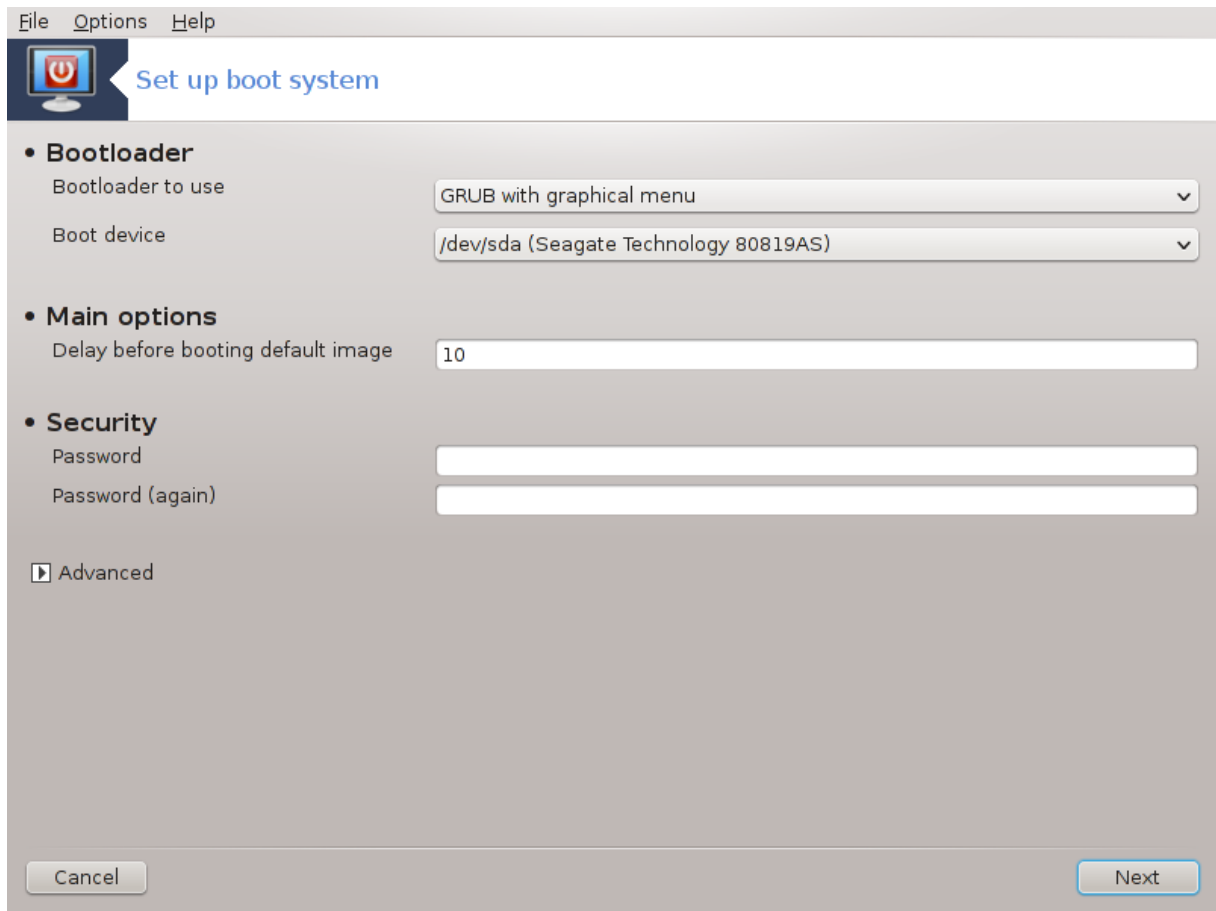 File Options Help
Set up boot system
• Bootloader
Bootloader to use
GRUB with graphical menu
Boot device
/dev/sda (Seagate Technology 80819AS)
• Main options
Delay before booting default image
10
• Security
Password
Password (again)
Advanced
Cancel
Next